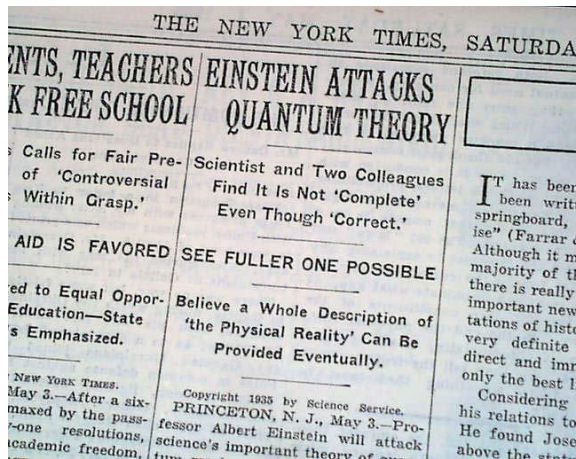 THE NEW YORK TIMES, SATURDA
ENTS, TEACHERS
K FREE SCHOOL
s Calls for Fair Pre-
of 'Controversial
s Within Grasp.'
AID IS FAVORED
ed to Equal Oppor-
Education—State
s Emphasized.
NEW YORK TIMES.
May 3.—After a six-
maxed by the pass-
y-one resolutions,
academic freedom,
EINSTEIN ATTACKS
QUANTUM THEORY
Scientist and Two Colleagues
Find It Is Not 'Complete'
Even Though 'Correct.'
SEE FULLER ONE POSSIBLE
Believe a Whole Description of
'the Physical Reality' Can Be
Provided Eventually.
Copyright 1935 by Science Service.
PRINCETON, N. J., May 3.—Pro-
fessor Albert Einstein will attack
science's important theory of
IT has been
been writt
springboard,
ise" (Farrar
Although it m
majority of th
there is really
important new
tations of histo
very definite
direct and imm
only the best l
Considering
his relations to
He found Jose
above the